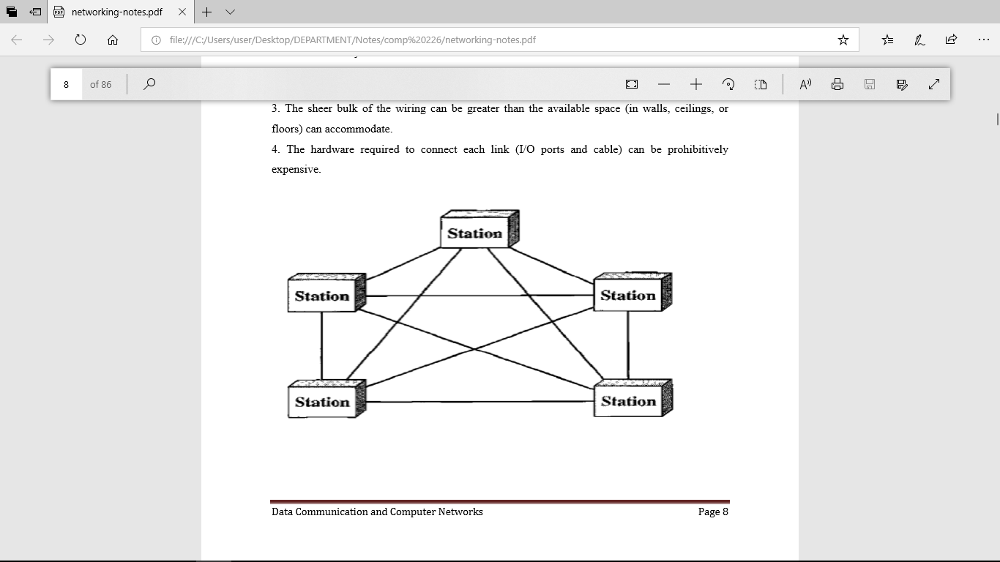 networking-notes.pdf
file:///C:/Users/user/Desktop/DEPARTMENT/Notes/comp%20226/networking-notes.pdf
8 of 86
3. The sheer bulk of the wiring can be greater than the available space (in walls, ceilings, or
floors) can accommodate.
4. The hardware required to connect each link (I/O ports and cable) can be prohibitively
expensive.
Station
Station
Station
Station
Station
Data Communication and Computer Networks Page 8